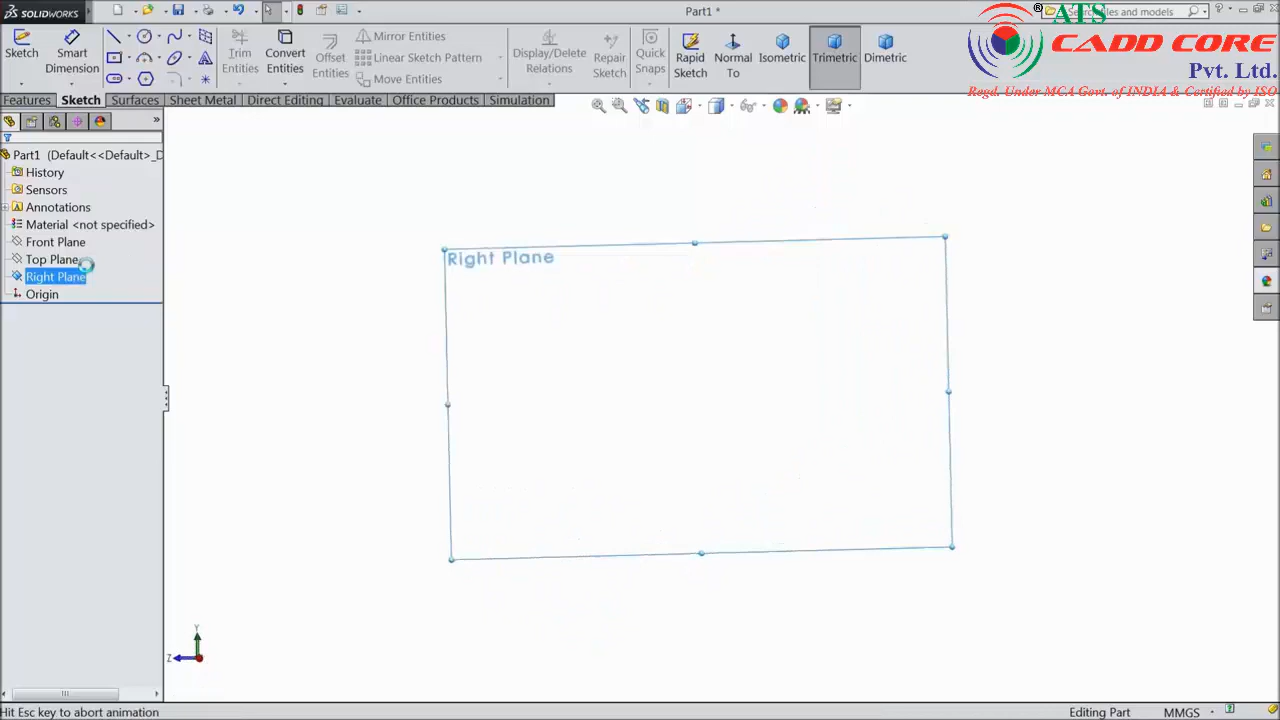 SOLIDWORKS
Part1 *
files and models
?
®
ATS
CADD CORE
Pvt. Ltd.
Regd. Under MCA Govt. of INDIA & Certified by ISO
Sketch
Smart Dimension
Trim Entities
Convert Entities
Offset Entities
Mirror Entities
Linear Sketch Pattern
Move Entities
Display/Delete Relations
Repair Sketch
Quick Snaps
Rapid Sketch
Normal To
Isometric
Trimetric
Dimetric
Features
Sketch
Surfaces
Sheet Metal
Direct Editing
Evaluate
Office Products
Simulation
Part1 (Default<<Default>_D
History
Sensors
Annotations
Material <not specified>
Front Plane
Top Plane
Right Plane
Origin
Right Plane
Y
Z
Hit Esc key to abort animation
Editing Part
MMGS